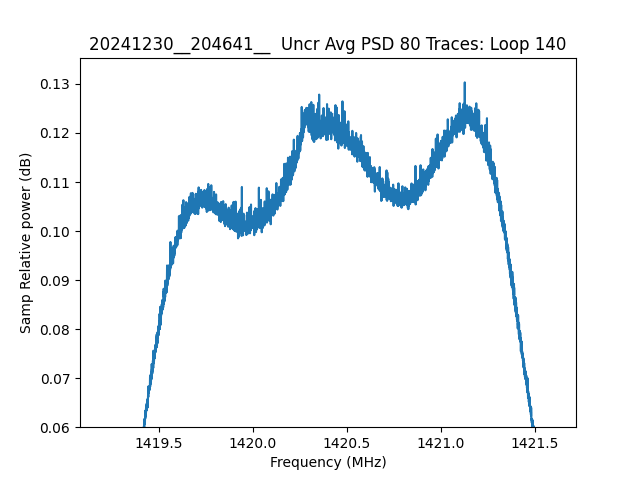 20241230__204641__  Uncr Avg PSD 80 Traces: Loop 140
Samp Relative power (dB)
0.13
0.12
0.11
0.10
0.09
0.08
0.07
0.06
1419.5 1420.0 1420.5 1421.0 1421.5
Frequency (MHz)